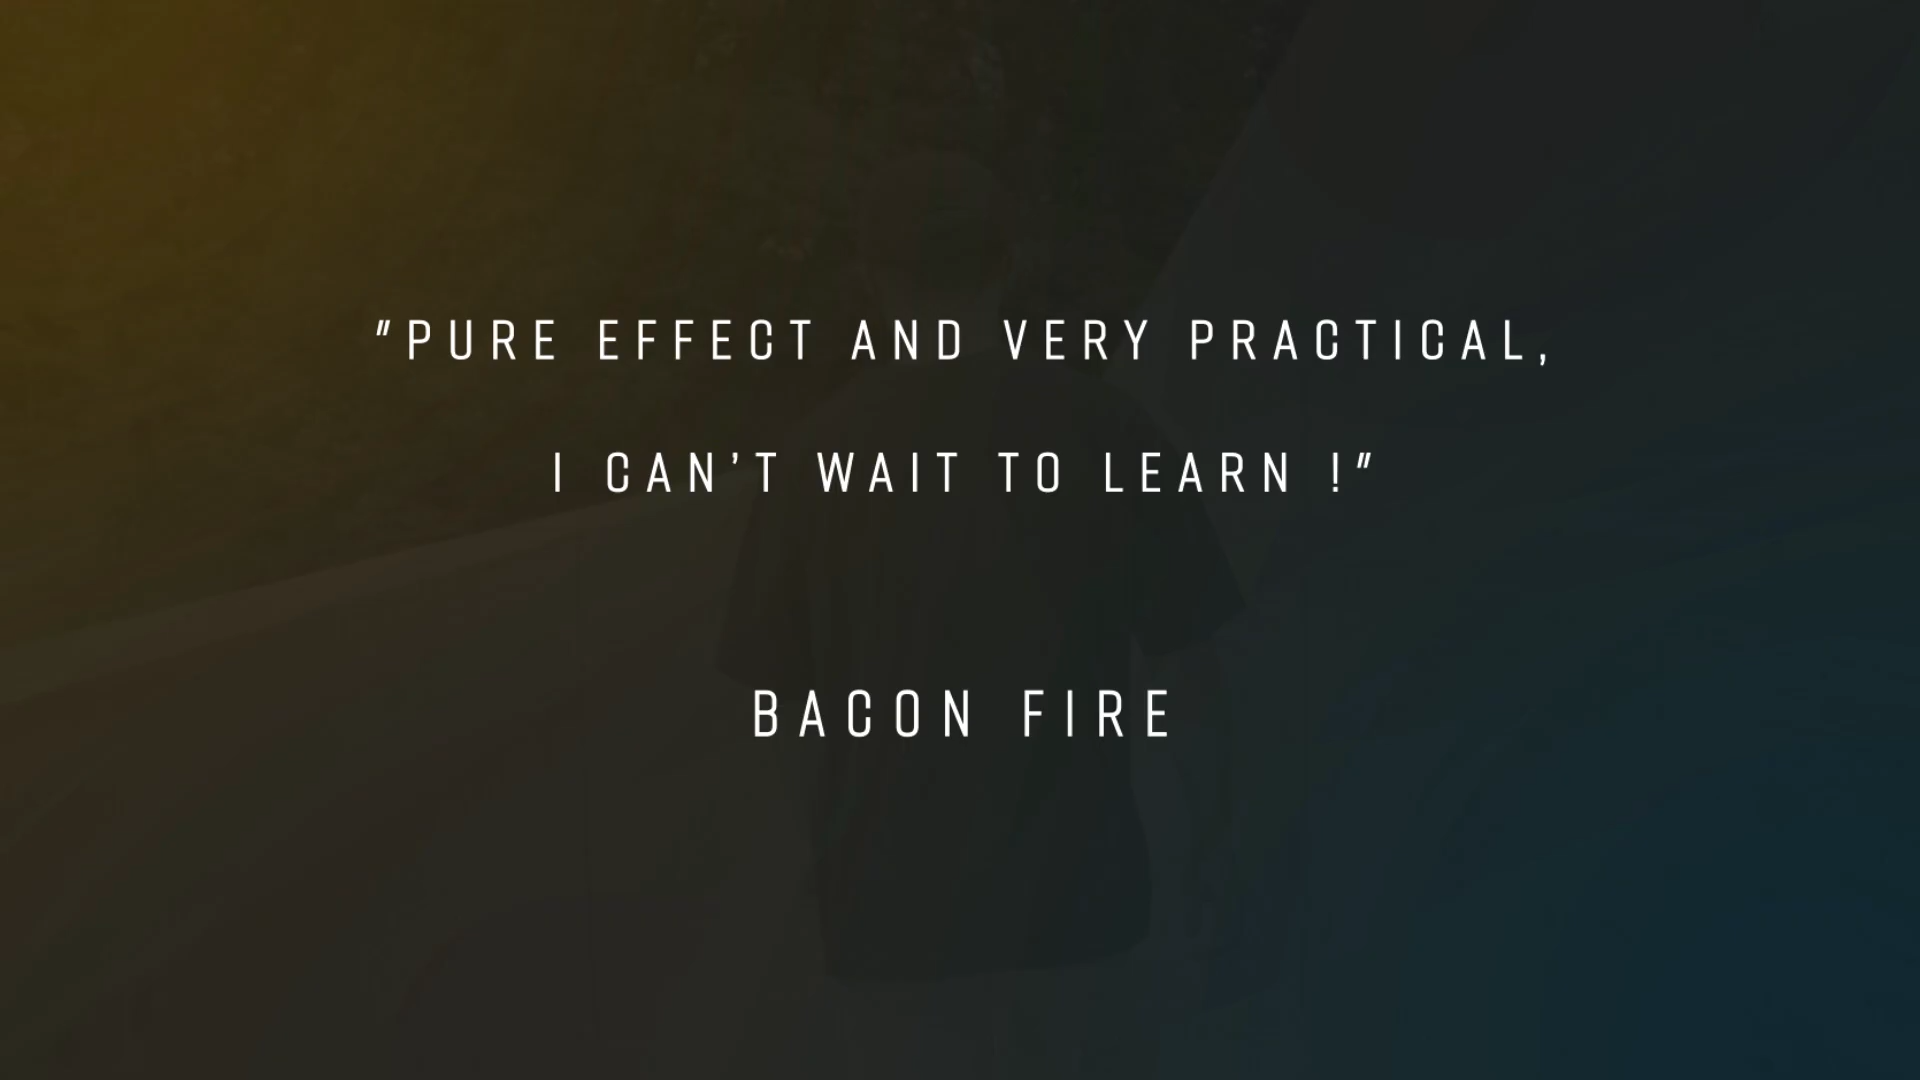 "PURE EFFECT AND VERY PRACTICAL,
I CAN'T WAIT TO LEARN !"
BACON FIRE